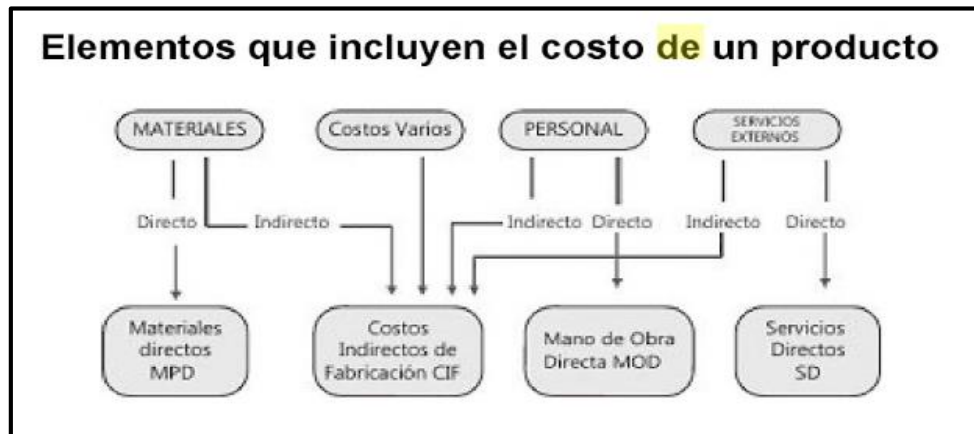 Elementos que incluyen el costo de un producto
MATERIALES
Costos Varios
PERSONAL
SERVICIOS
EXTERNOS
Directo
Indirecto
Indirecto
Directo
Indirecto
Directo
Materiales
directos
MPD
Costos
Indirectos de
Fabricación CIF
Mano de Obra
Directa MOD
Servicios
Directos
SD